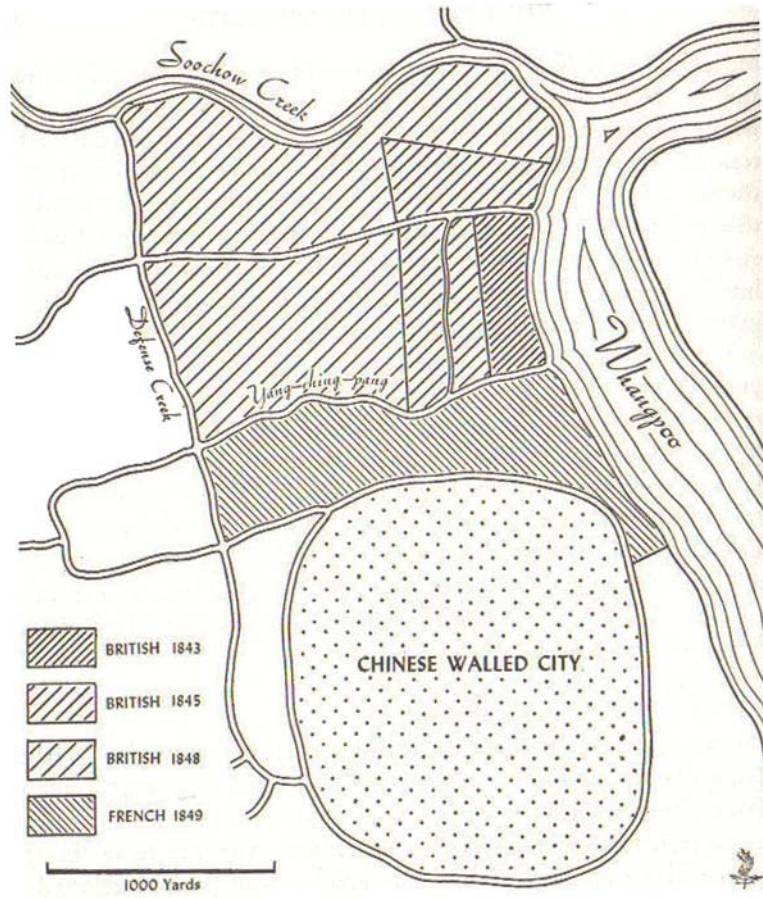 Soochow Creek
Defense Creek
Yang-ching-pang
Whangpoo
CHINESE WALLED CITY
BRITISH 1843
BRITISH 1845
BRITISH 1848
FRENCH 1849
1000 Yards